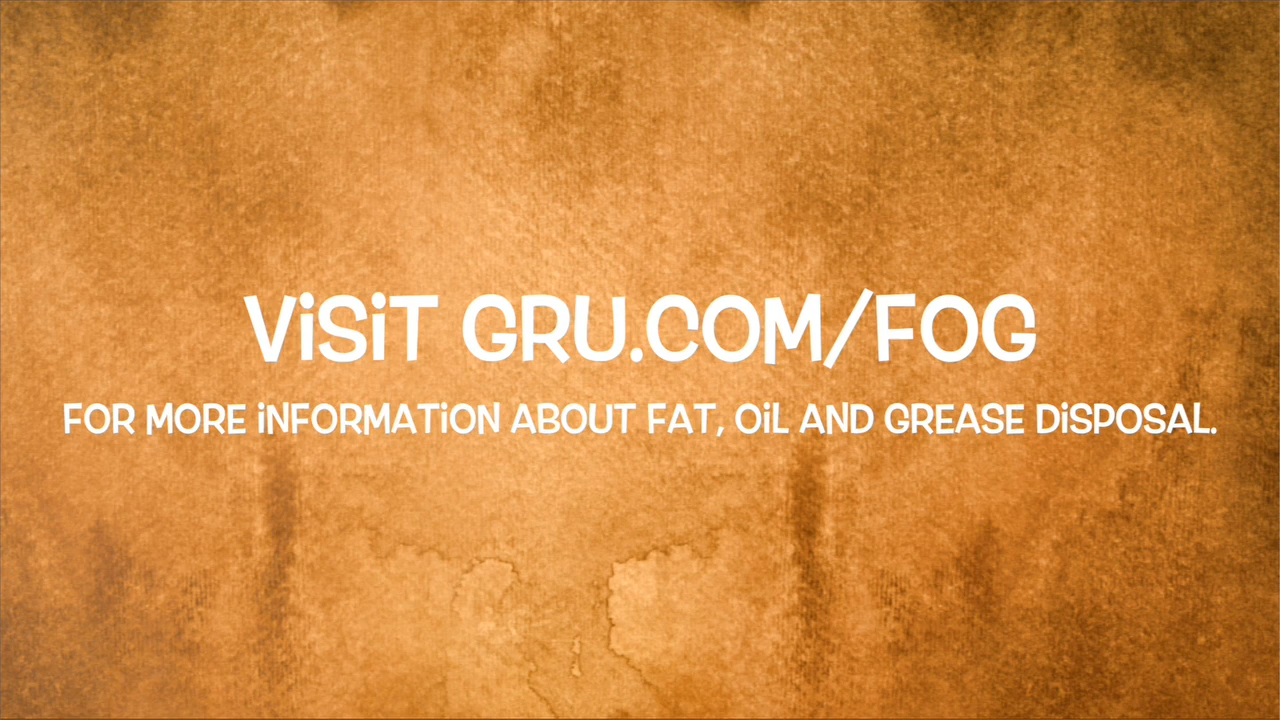 ViSiT GRU.COM/FOG
FOR MORE iNFORMATiON ABOUT FAT, OiL AND GREASE DiSPOSAL.